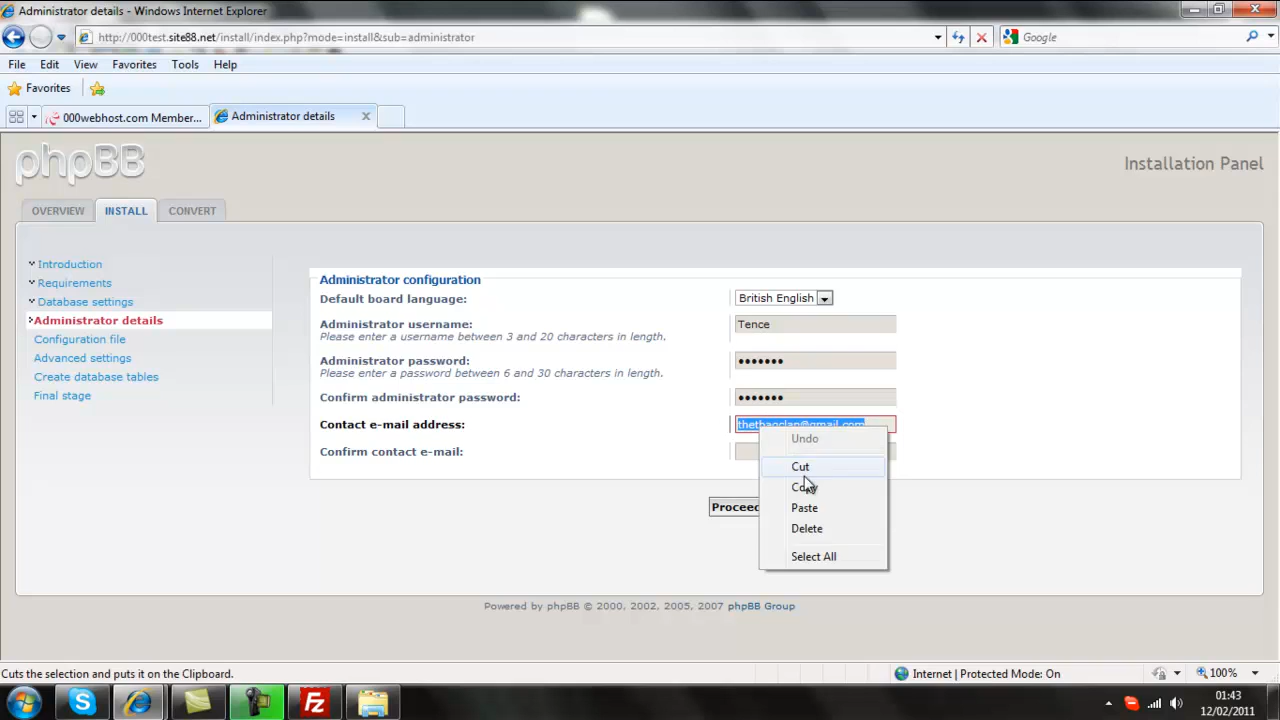 Administrator details - Windows Internet Explorer
http://000test.site88.net/install/index.php?mode=install&sub=administrator
Google
File Edit View Favorites Tools Help
Favorites
000webhost.com Member... Administrator details
phpBB
Installation Panel
OVERVIEW INSTALL CONVERT
Introduction
Requirements
Database settings
Administrator details
Configuration file
Advanced settings
Create database tables
Final stage
Administrator configuration
Default board language: British English
Administrator username: Tence
Please enter a username between 3 and 20 characters in length.
Administrator password: •••••••
Please enter a password between 6 and 30 characters in length.
Confirm administrator password: •••••••
Contact e-mail address:
Confirm contact e-mail:
Undo
Cut
Copy
Paste
Delete
Select All
Proceed
Powered by phpBB © 2000, 2002, 2005, 2007 phpBB Group
Cuts the selection and puts it on the Clipboard.
Internet | Protected Mode: On
100%
01:43
12/02/2011